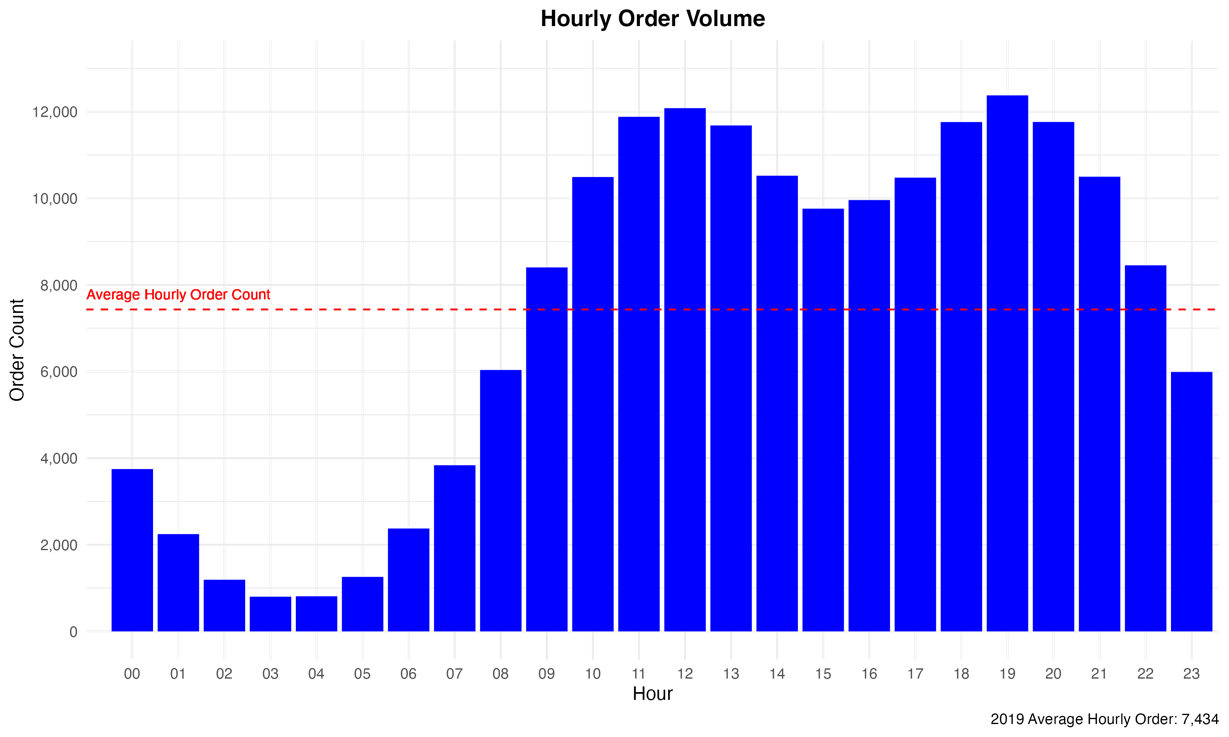 Hourly Order Volume
Order Count
12,000
10,000
8,000
6,000
4,000
2,000
0
Average Hourly Order Count
00 01 02 03 04 05 06 07 08 09 10 11 12 13 14 15 16 17 18 19 20 21 22 23
Hour
2019 Average Hourly Order: 7,434